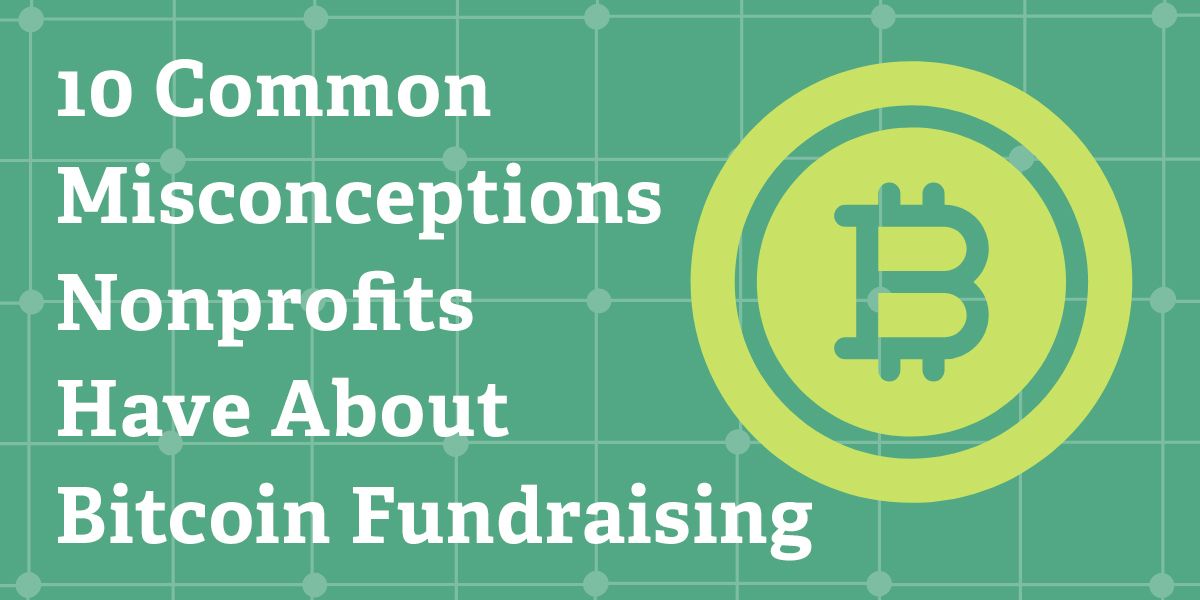 10 Common
Misconceptions
Nonprofits
Have About
Bitcoin Fundraising